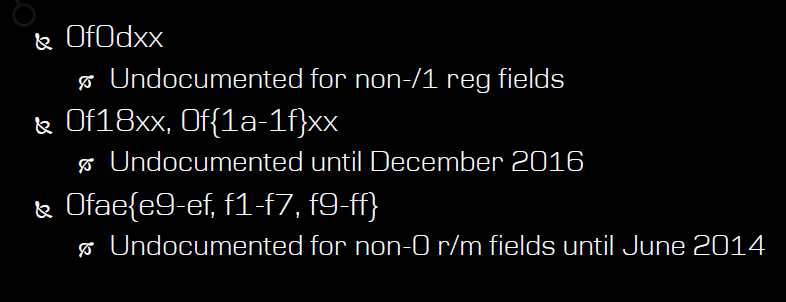 0f0dxx
Undocumented for non-/1 reg fields
0f18xx, 0f{1a-1f}xx
Undocumented until December 2016
0fae{e9-ef, f1-f7, f9-ff}
Undocumented for non-0 r/m fields until June 2014